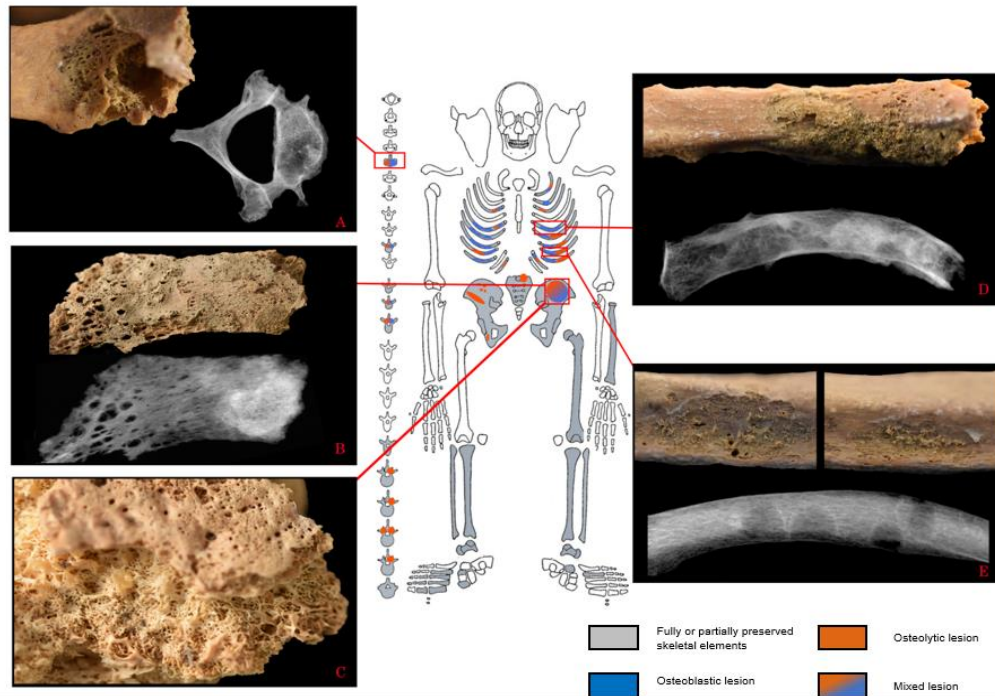 A
B
C
D
E
Fully or partially preserved
skeletal elements
Osteolytic lesion
Osteoblastic lesion
Mixed lesion